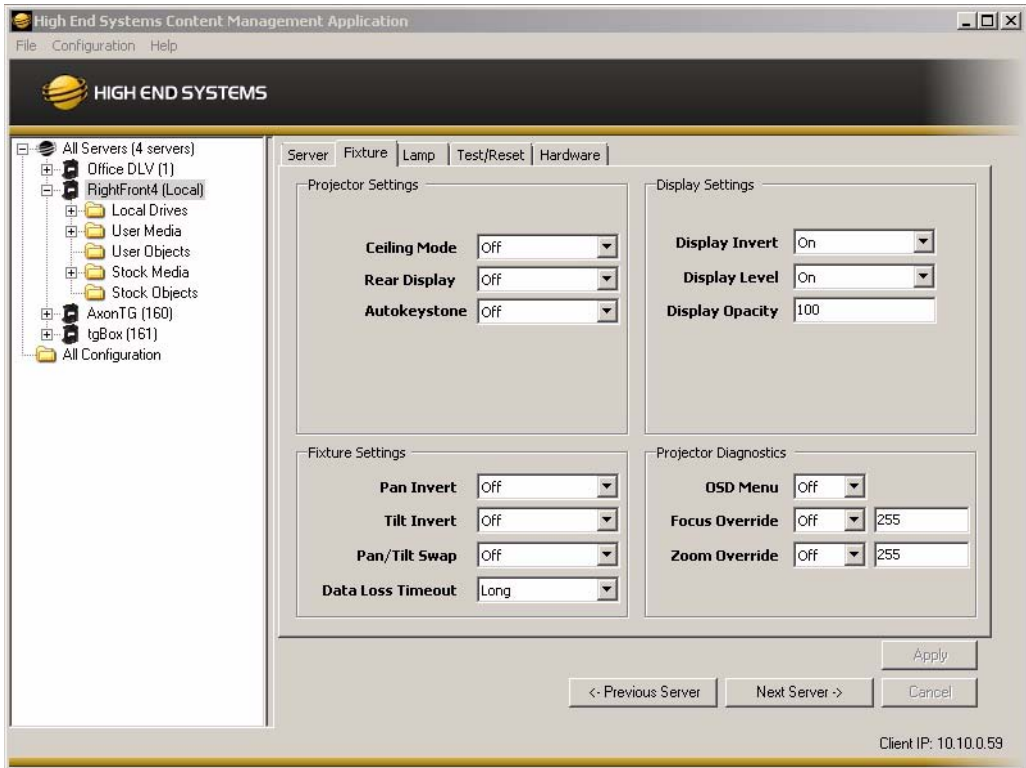 High End Systems Content Management Application
File Configuration Help
HIGH END SYSTEMS
All Servers (4 servers)
Office DLV (1)
RightFront4 (Local)
Local Drives
User Media
User Objects
Stock Media
Stock Objects
AxonTG (160)
tgBox (161)
All Configuration
Server Fixture Lamp Test/Reset Hardware
Projector Settings
Ceiling Mode Off
Rear Display Off
Autokeystone Off
Display Settings
Display Invert On
Display Level On
Display Opacity 100
Fixture Settings
Pan Invert Off
Tilt Invert Off
Pan/Tilt Swap Off
Data Loss Timeout Long
Projector Diagnostics
OSD Menu Off
Focus Override Off 255
Zoom Override Off 255
Apply
<- Previous Server Next Server -> Cancel
Client IP: 10.10.0.59